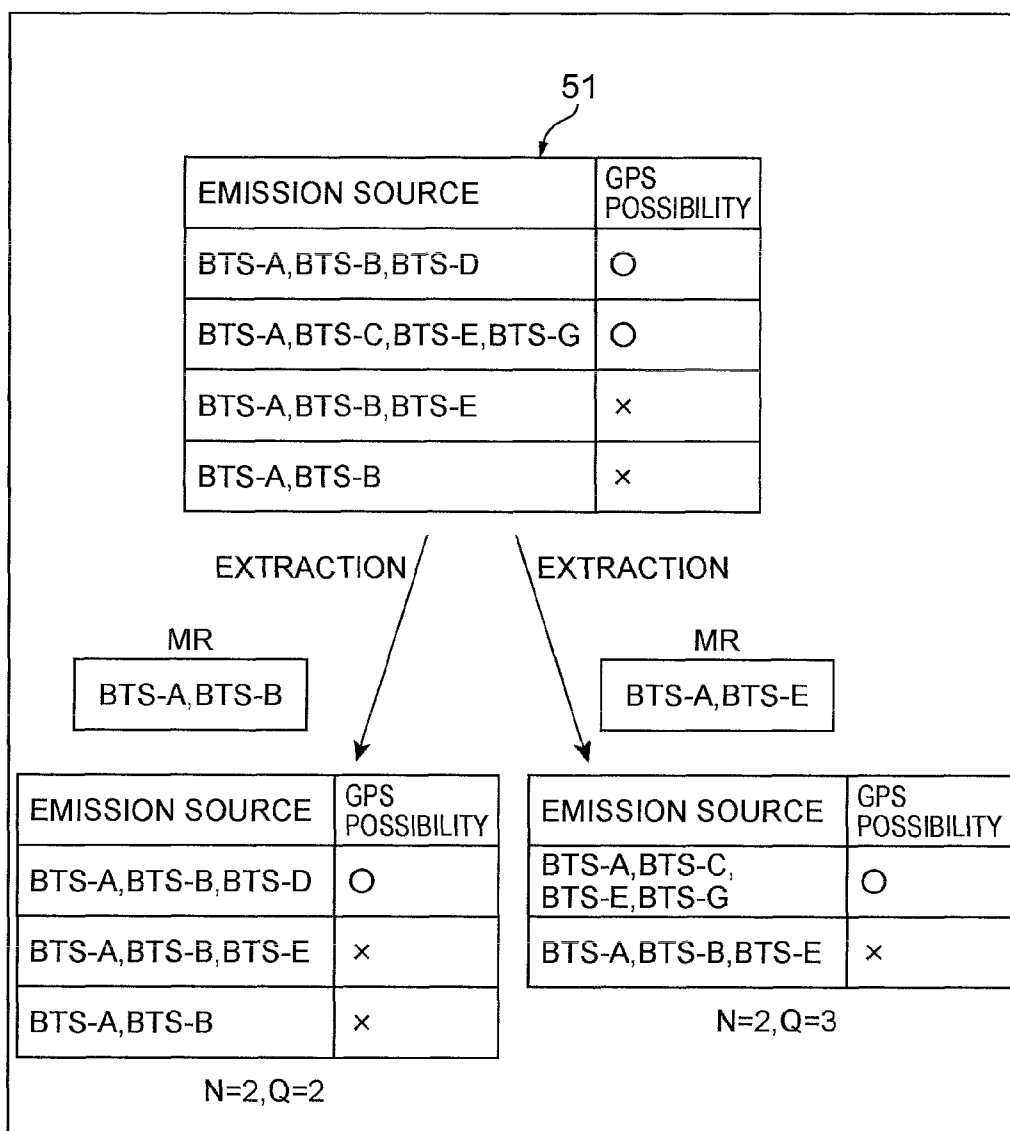 51
EMISSION SOURCE
GPS
POSSIBILITY
BTS-A,BTS-B,BTS-D
○
BTS-A,BTS-C,BTS-E,BTS-G
○
BTS-A,BTS-B,BTS-E
×
BTS-A,BTS-B
×
EXTRACTION
EXTRACTION
MR
BTS-A,BTS-B
MR
BTS-A,BTS-E
EMISSION SOURCE
GPS
POSSIBILITY
BTS-A,BTS-B,BTS-D
○
BTS-A,BTS-B,BTS-E
×
BTS-A,BTS-B
×
N=2,Q=2
EMISSION SOURCE
GPS
POSSIBILITY
BTS-A,BTS-C,
BTS-E,BTS-G
○
BTS-A,BTS-B,BTS-E
×
N=2,Q=3